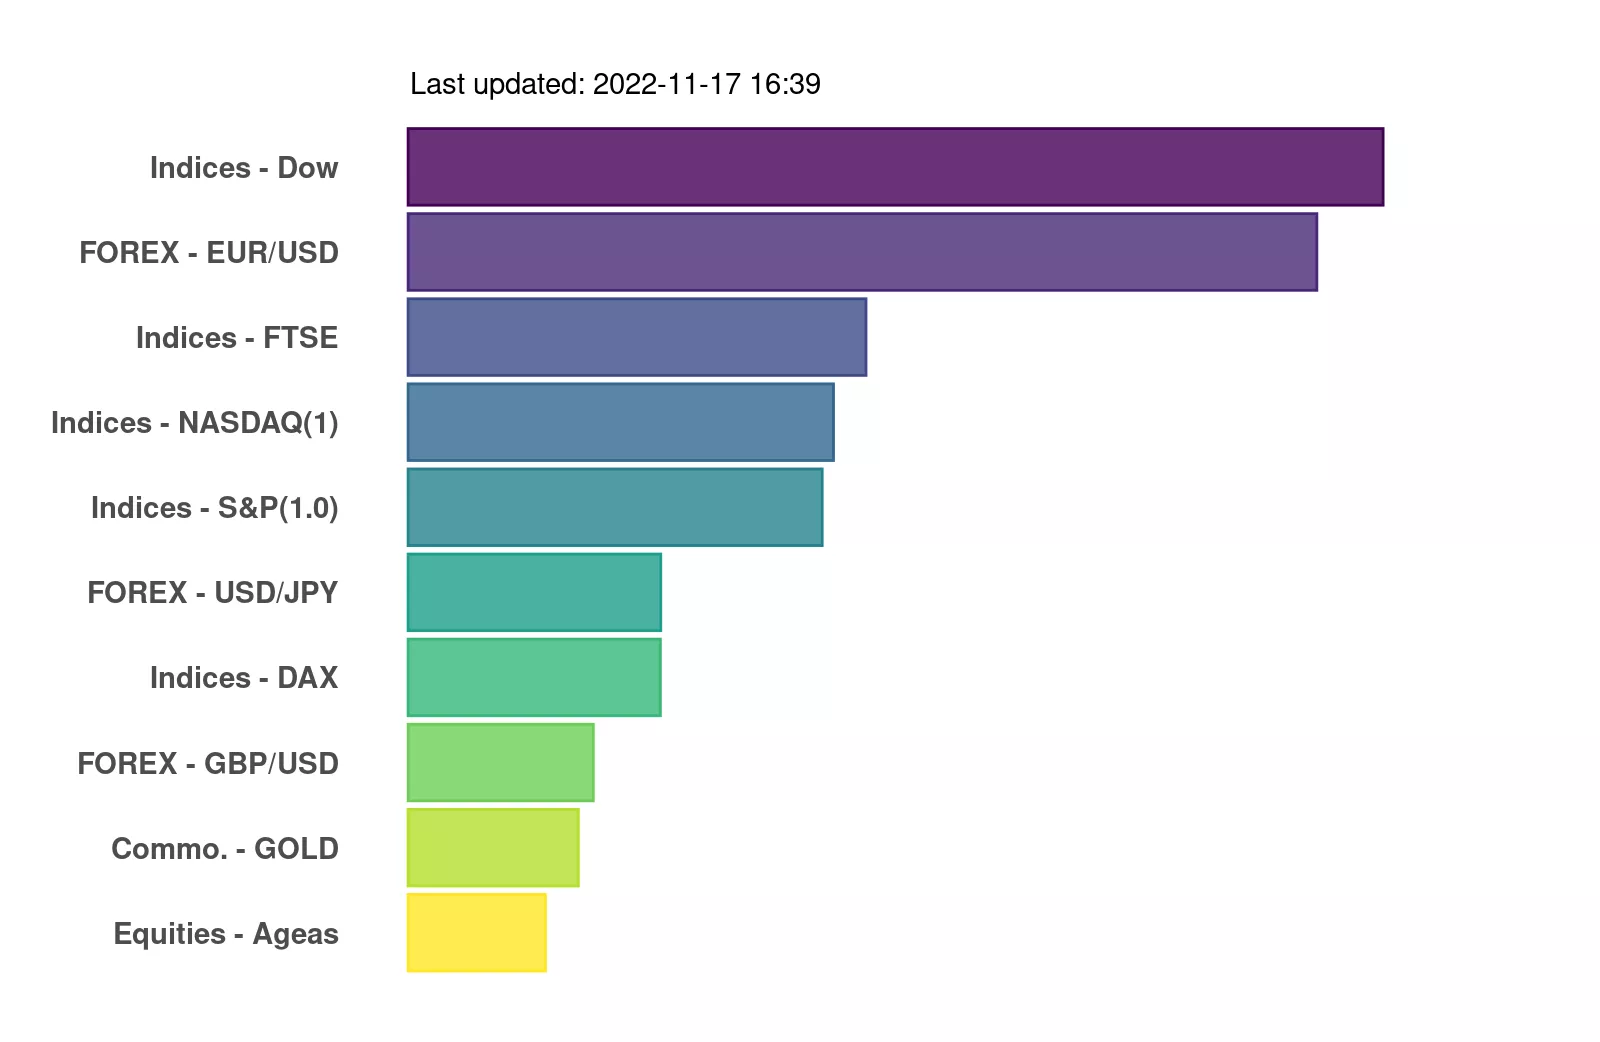 Last updated: 2022-11-17 16:39
Indices - Dow
FOREX - EUR/USD
Indices - FTSE
Indices - NASDAQ(1)
Indices - S&P(1.0)
FOREX - USD/JPY
Indices - DAX
FOREX - GBP/USD
Commo. - GOLD
Equities - Ageas